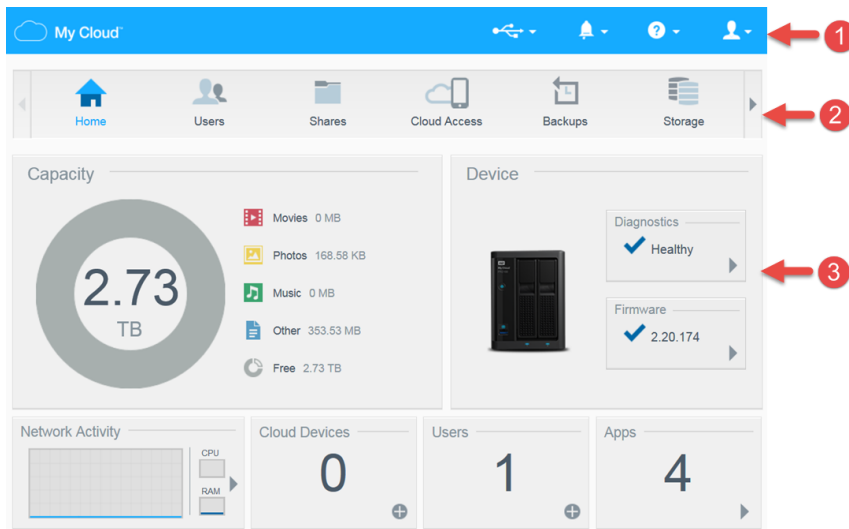 My Cloud™
1
Home
Users
Shares
Cloud Access
Backups
Storage
2
Capacity
2.73
TB
Movies 0 MB
Photos 168.58 KB
Music 0 MB
Other 353.53 MB
Free 2.73 TB
Device
Diagnostics
Healthy
Firmware
2.20.174
3
Network Activity
CPU
RAM
Cloud Devices
0
Users
1
Apps
4